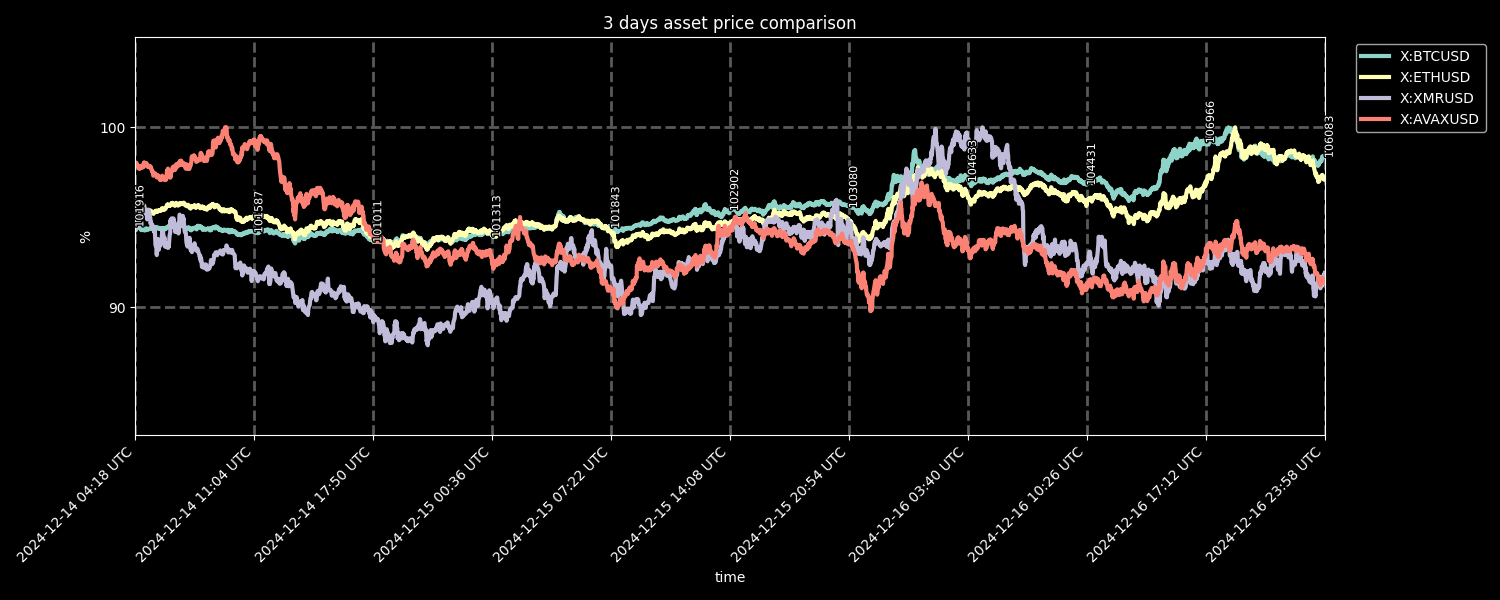 3 days asset price comparison
X:BTCUSD
X:ETHUSD
X:XMRUSD
X:AVAXUSD
100
90
%
101916
101587
101011
101313
101843
102902
103080
104633
104431
106966
106083
2024-12-14 04:18 UTC
2024-12-14 11:04 UTC
2024-12-14 17:50 UTC
2024-12-15 00:36 UTC
2024-12-15 07:22 UTC
2024-12-15 14:08 UTC
2024-12-15 20:54 UTC
2024-12-16 03:40 UTC
2024-12-16 10:26 UTC
2024-12-16 17:12 UTC
2024-12-16 23:58 UTC
time